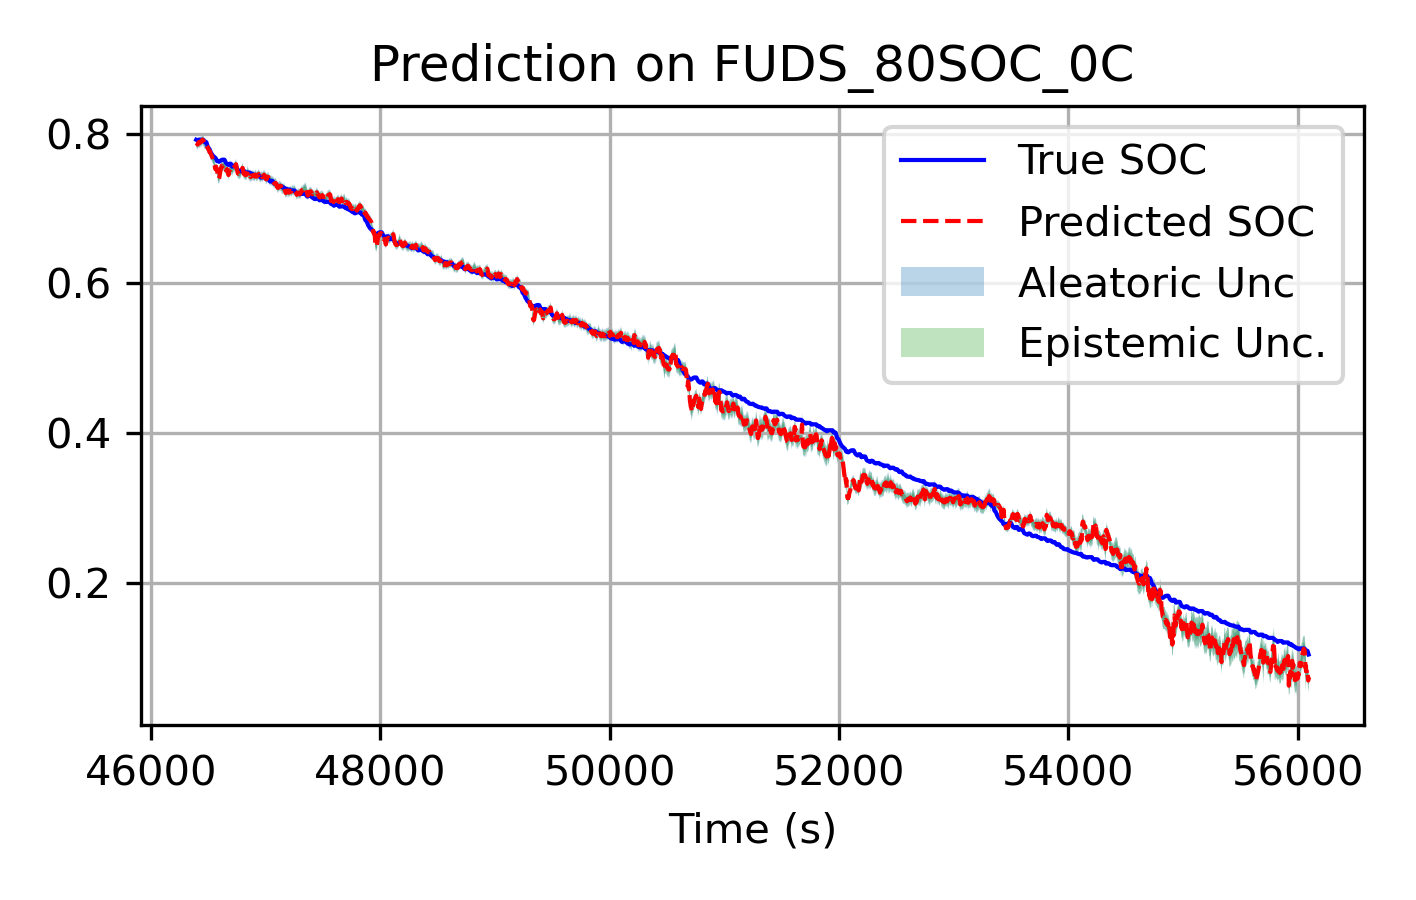 Prediction on FUDS_80SOC_0C
True SOC
Predicted SOC
Aleatoric Unc
Epistemic Unc.
0.8
0.6
0.4
0.2
46000 48000 50000 52000 54000 56000
Time (s)